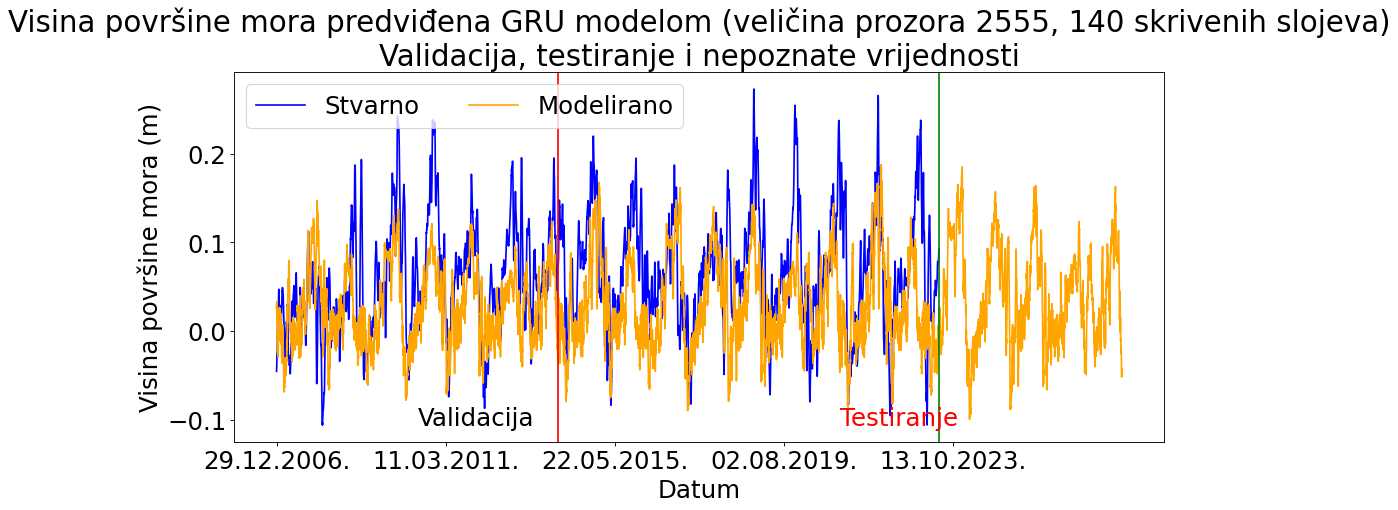 Visina površine mora predviđena GRU modelom (veličina prozora 2555, 140 skrivenih slojeva)
Validacija, testiranje i nepoznate vrijednosti
Stvarno Modelirano
Visina površine mora (m)
0.2
0.1
0.0
−0.1
Validacija Testiranje
29.12.2006. 11.03.2011. 22.05.2015. 02.08.2019. 13.10.2023.
Datum